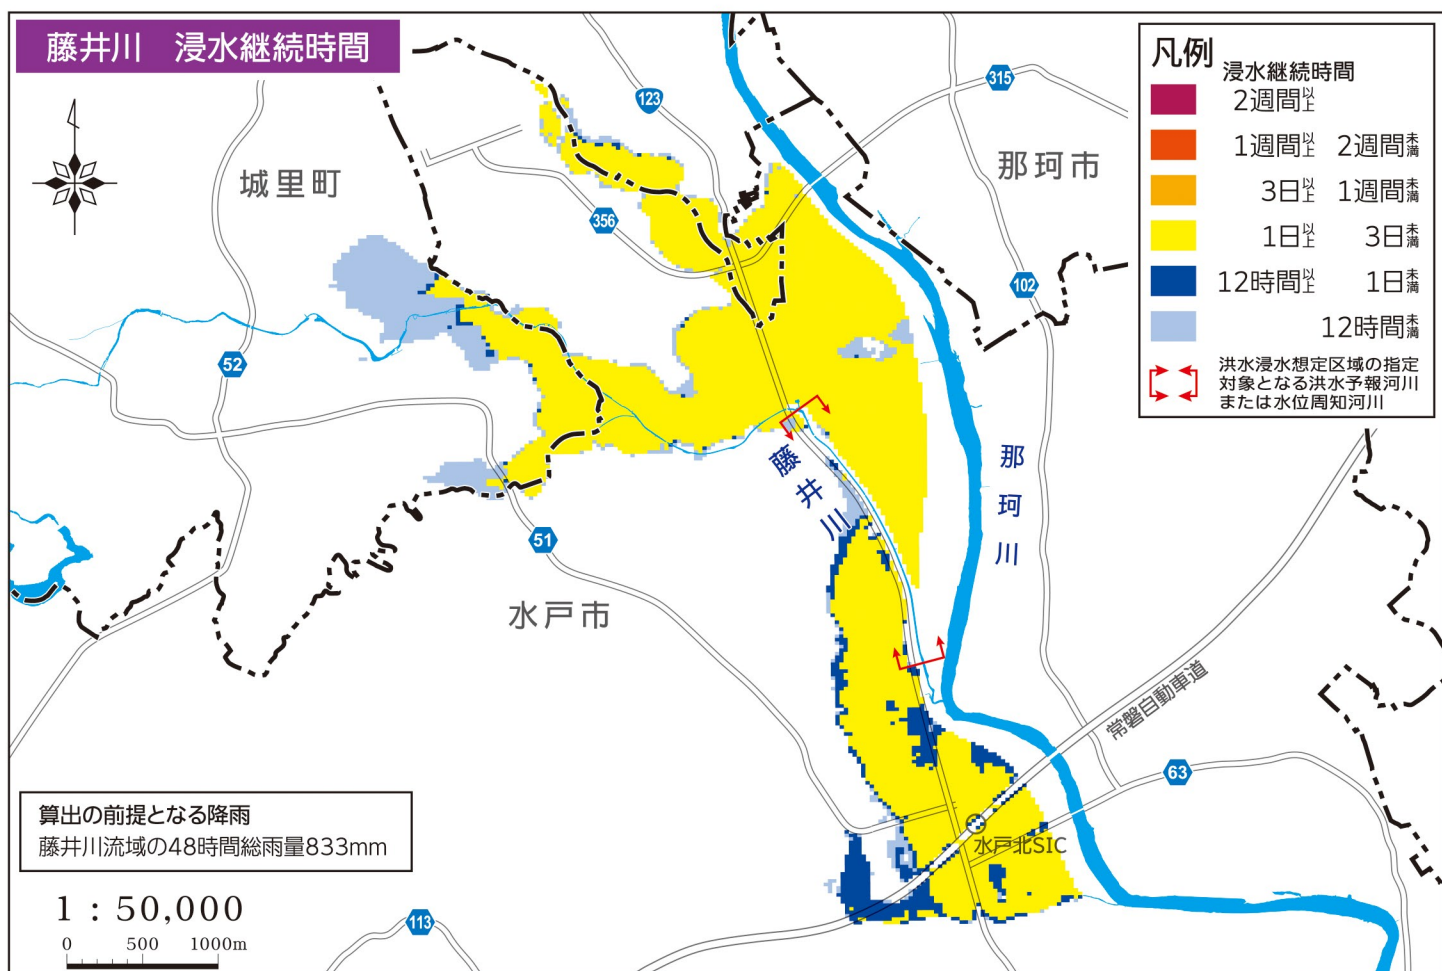 藤井川 浸水継続時間
凡例
浸水継続時間
2週間以上
1週間以上 2週間未満
3日以上 1週間未満
1日以上 3日未満
12時間以上 1日未満
12時間未満
洪水浸水想定区域の指定
対象となる洪水予報河川
または水位周知河川
123
315
城里町
那珂市
356
102
52
藤井川
那珂川
51
水戸市
常磐自動車道
63
水戸北SIC
算出の前提となる降雨
藤井川流域の48時間総雨量833mm
1:50,000
0 500 1000m
113